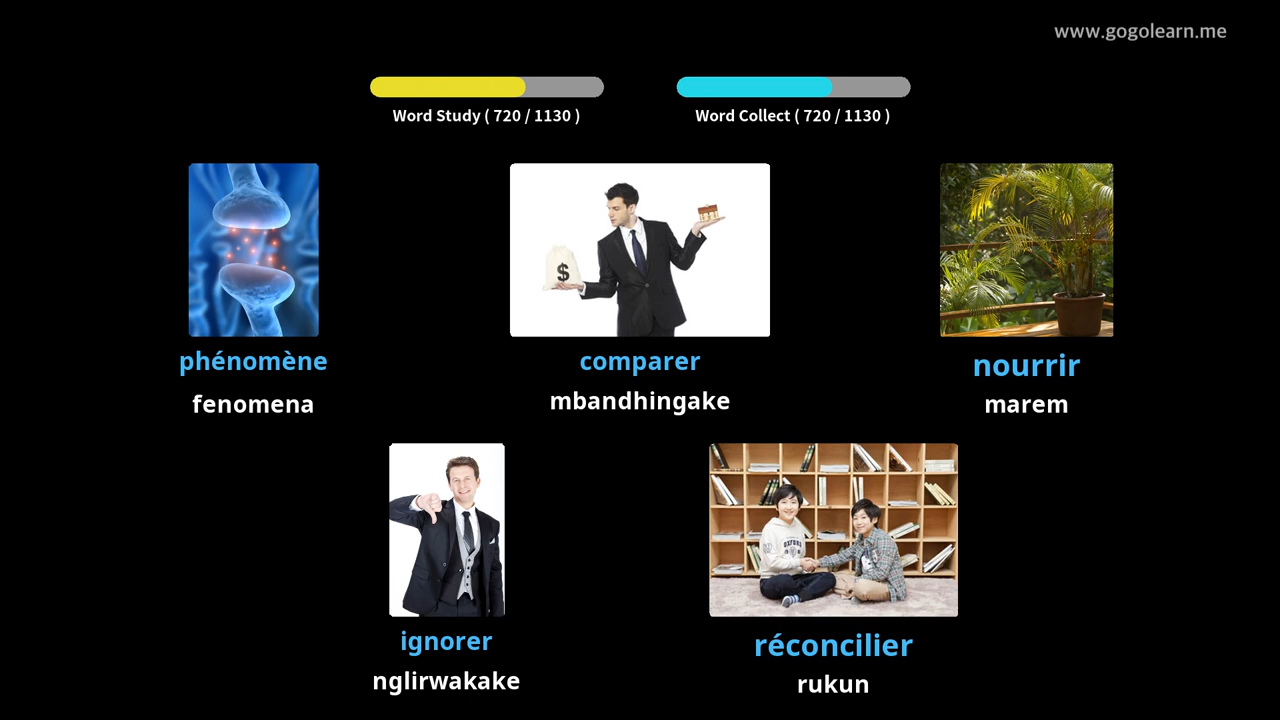 www.gogolearn.me
Word Study ( 720 / 1130 )
Word Collect ( 720 / 1130 )
$
phénomène
fenomena
comparer
mbandhingake
nourrir
marem
OXFORD
ignorer
nglirwakake
réconcilier
rukun